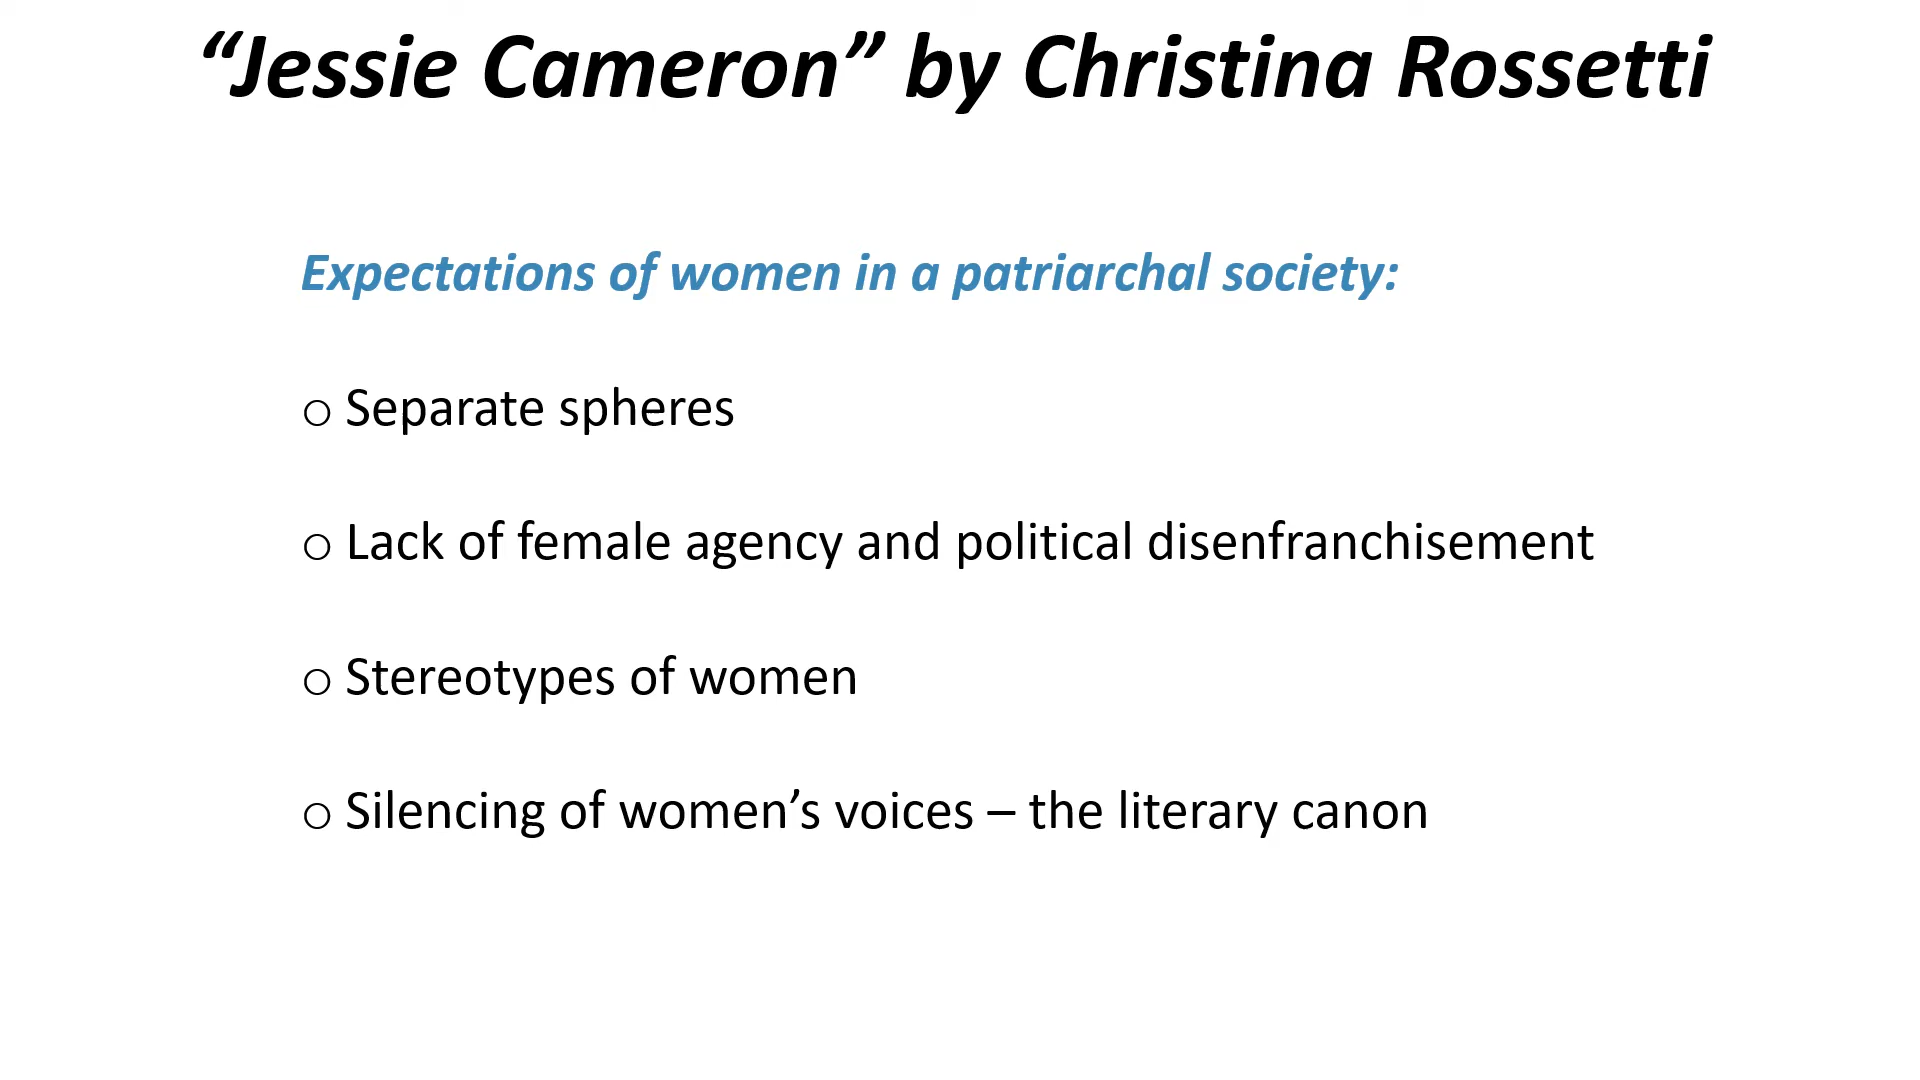 “Jessie Cameron” by Christina Rossetti
Expectations of women in a patriarchal society:
o Separate spheres
o Lack of female agency and political disenfranchisement
o Stereotypes of women
o Silencing of women’s voices – the literary canon